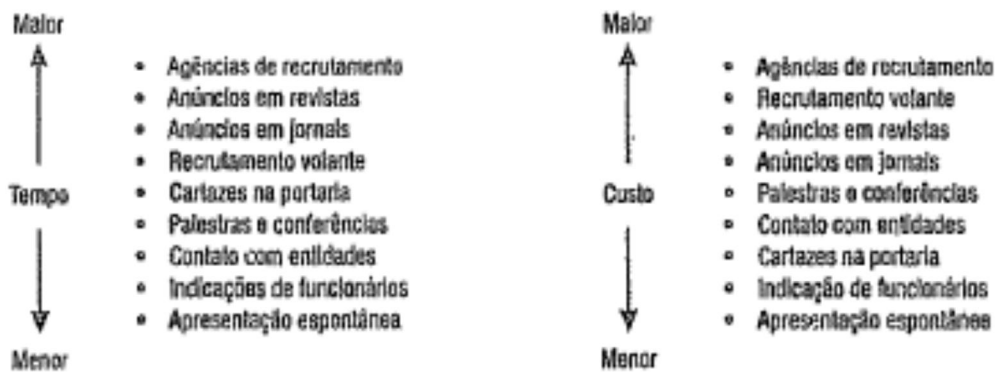 Maior
Agências de recrutamento
Anúncios em revistas
Anúncios em jornais
Recrutamento volante
Tempo
Cartazes na portaria
Palestras e conferências
Contato com entidades
Indicações de funcionários
Apresentação espontânea
Menor
Maior
Agências de recrutamento
Recrutamento volante
Anúncios em revistas
Anúncios em jornais
Custo
Palestras e conferências
Contato com entidades
Cartazes na portaria
Indicação de funcionários
Apresentação espontânea
Menor